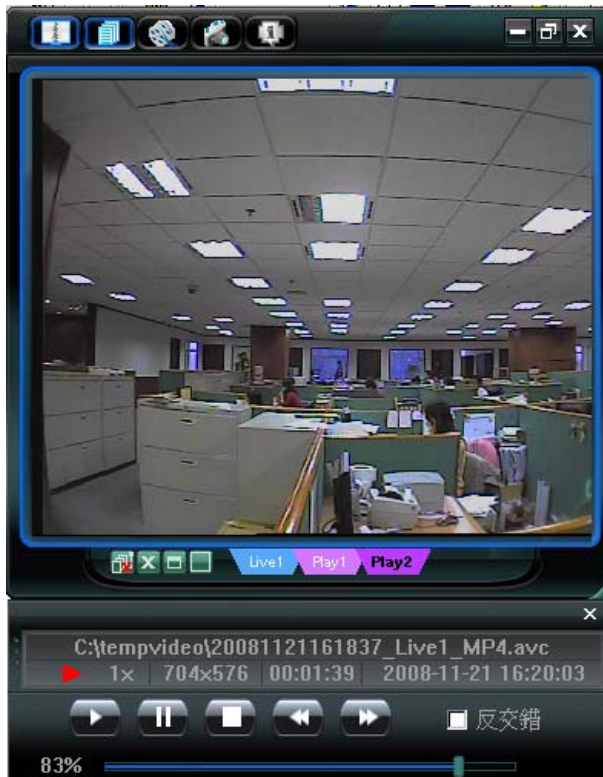 Live1 Play1 Play2
C:\tempvideo\20081121161837_Live1_MP4.avc
1x 704x576 00:01:39 2008-11-21 16:20:03
反交錯
83%